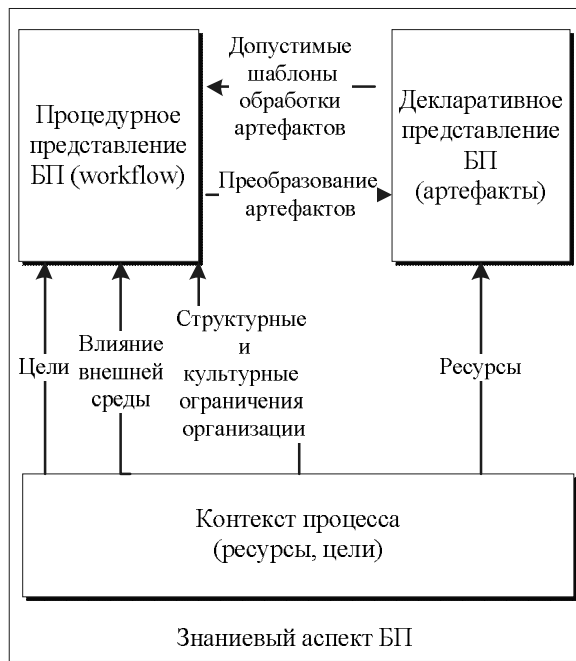 Процедурное
представление
БП (workflow)
Допустимые
шаблоны
обработки
артефактов
Преобразование
артефактов
Декларативное
представление
БП
(артефакты)
Цели
Влияние
внешней
среды
Структурные
и
культурные
ограничения
организации
Ресурсы
Контекст процесса
(ресурсы, цели)
Знаниевый аспект БП